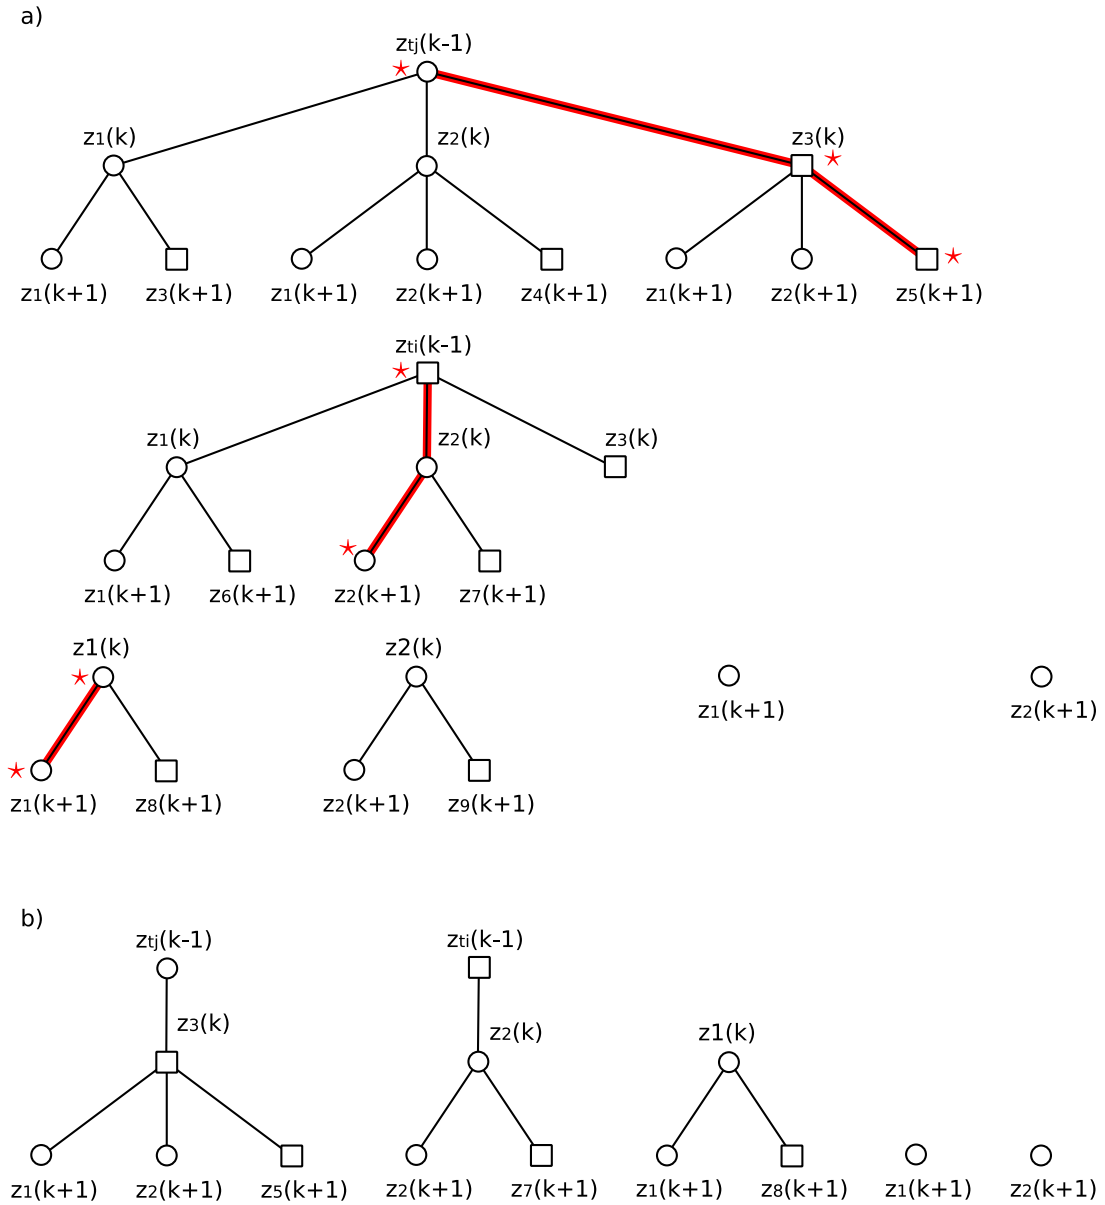 a)
ztj(k-1)
z1(k) z2(k) z3(k)
z1(k+1) z3(k+1) z1(k+1) z2(k+1) z4(k+1) z1(k+1) z2(k+1) z5(k+1)
zti(k-1)
z1(k) z2(k) z3(k)
z1(k+1) z6(k+1) z2(k+1) z7(k+1)
z1(k) z2(k)
z1(k+1) z2(k+1)
z1(k+1) z8(k+1) z2(k+1) z9(k+1)
b)
ztj(k-1) zti(k-1)
z3(k) z2(k) z1(k)
z1(k+1) z2(k+1) z5(k+1) z2(k+1) z7(k+1) z1(k+1) z8(k+1) z1(k+1) z2(k+1)